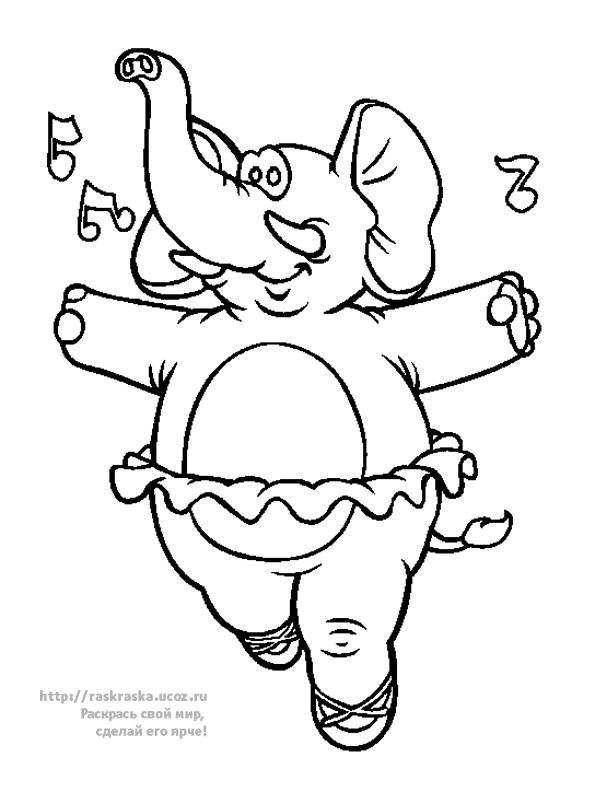 http://raskraska.ucoz.ru
Раскрась свой мир,
сделай его ярче!